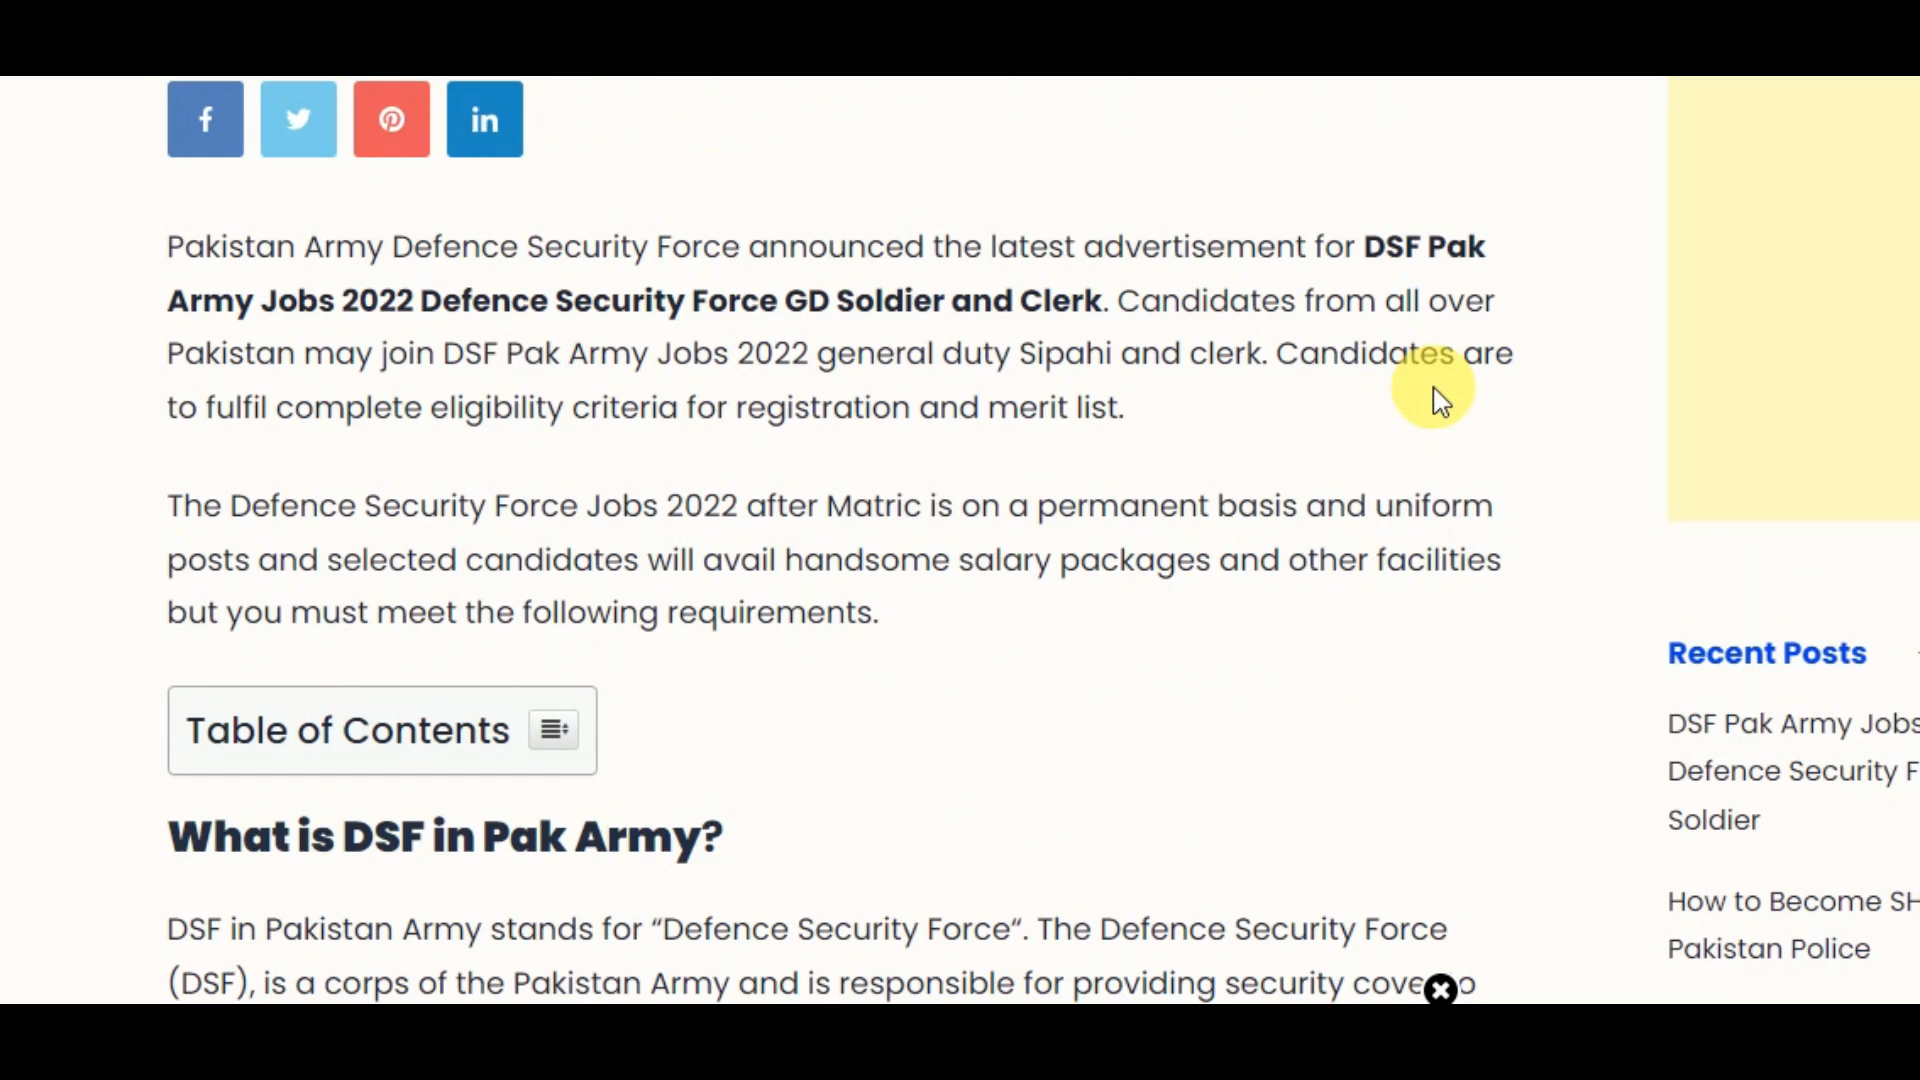 Pakistan Army Defence Security Force announced the latest advertisement for DSF Pak
Army Jobs 2022 Defence Security Force GD Soldier and Clerk. Candidates from all over
Pakistan may join DSF Pak Army Jobs 2022 general duty Sipahi and clerk. Candidates are
to fulfil complete eligibility criteria for registration and merit list.
The Defence Security Force Jobs 2022 after Matric is on a permanent basis and uniform
posts and selected candidates will avail handsome salary packages and other facilities
but you must meet the following requirements.
Table of Contents
What is DSF in Pak Army?
DSF in Pakistan Army stands for “Defence Security Force“. The Defence Security Force
(DSF), is a corps of the Pakistan Army and is responsible for providing security
Recent Posts
DSF Pak Army Jobs
Defence Security F
Soldier
How to Become SH
Pakistan Police